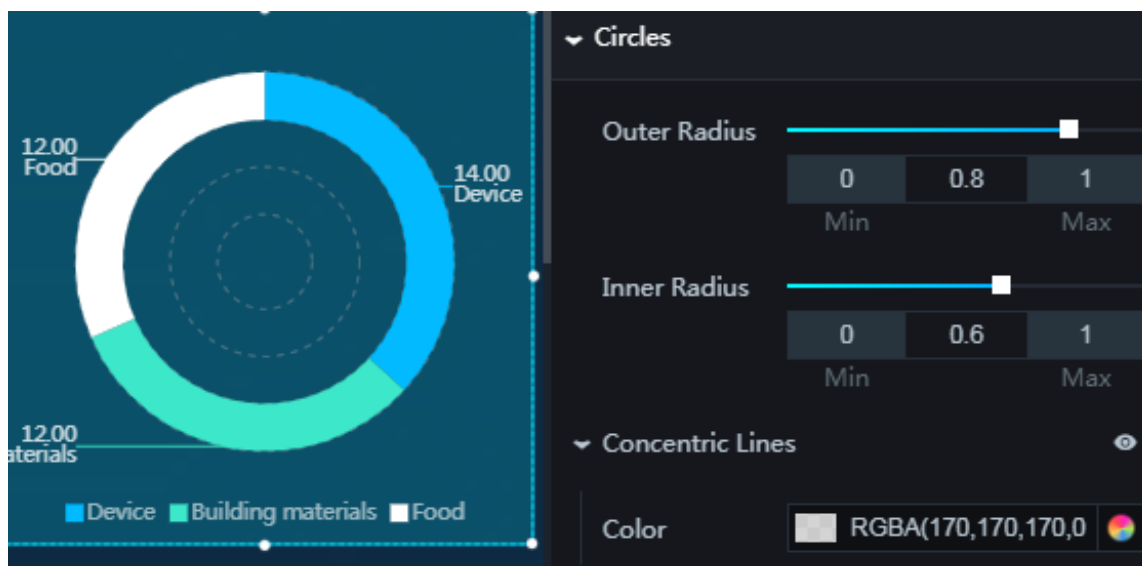 12.00
Food
14.00
Device
12.00
aterials
Device Building materials Food
Circles
Outer Radius
0 0.8 1
Min Max
Inner Radius
0 0.6 1
Min Max
Concentric Lines
Color RGBA(170,170,170,0